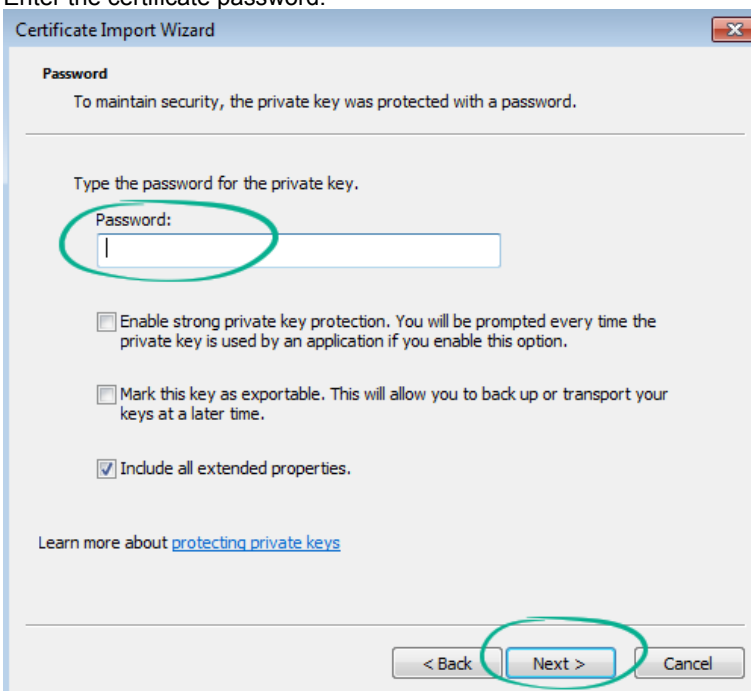 Enter the certificate password.
Certificate Import Wizard
Password
To maintain security, the private key was protected with a password.
Type the password for the private key.
Password:
Enable strong private key protection. You will be prompted every time the
private key is used by an application if you enable this option.
Mark this key as exportable. This will allow you to back up or transport your
keys at a later time.
Include all extended properties.
Learn more about protecting private keys
< Back Next > Cancel